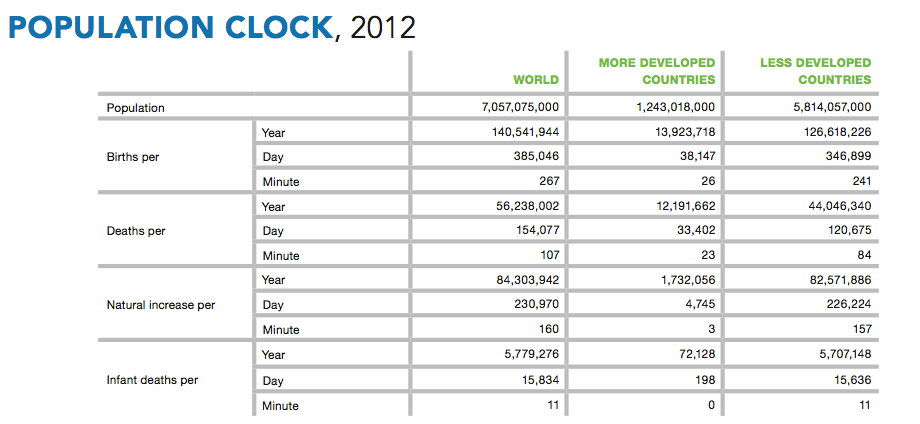 POPULATION CLOCK, 2012
WORLD MORE DEVELOPED COUNTRIES LESS DEVELOPED COUNTRIES
Population 7,057,075,000 1,243,018,000 5,814,057,000
Births per
Year 140,541,944 13,923,718 126,618,226
Day 385,046 38,147 346,899
Minute 267 26 241
Deaths per
Year 56,238,002 12,191,662 44,046,340
Day 154,077 33,402 120,675
Minute 107 23 84
Natural increase per
Year 84,303,942 1,732,056 82,571,886
Day 230,970 4,745 226,224
Minute 160 3 157
Infant deaths per
Year 5,779,276 72,128 5,707,148
Day 15,834 198 15,636
Minute 11 0 11